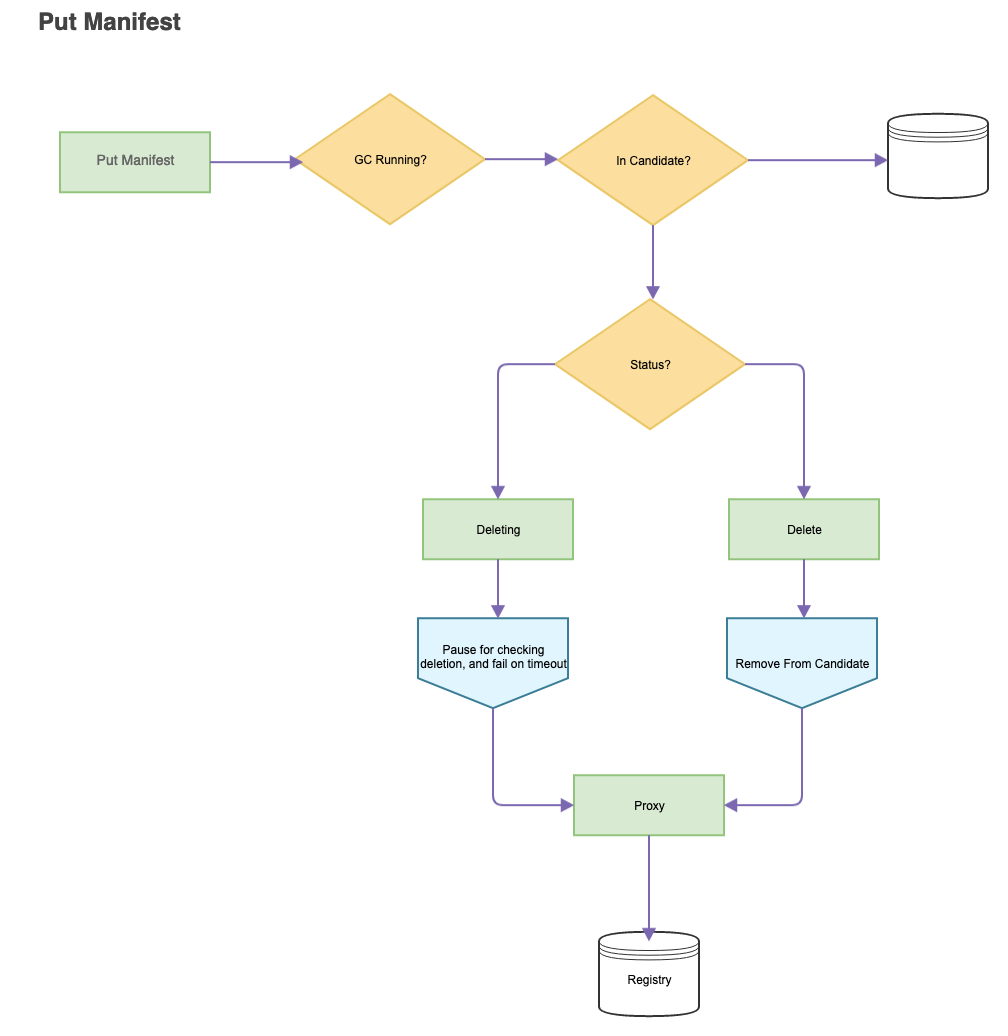 Put Manifest
Put Manifest
GC Running?
In Candidate?
Status?
Deleting
Delete
Pause for checking
deletion, and fail on timeout
Remove From Candidate
Proxy
Registry